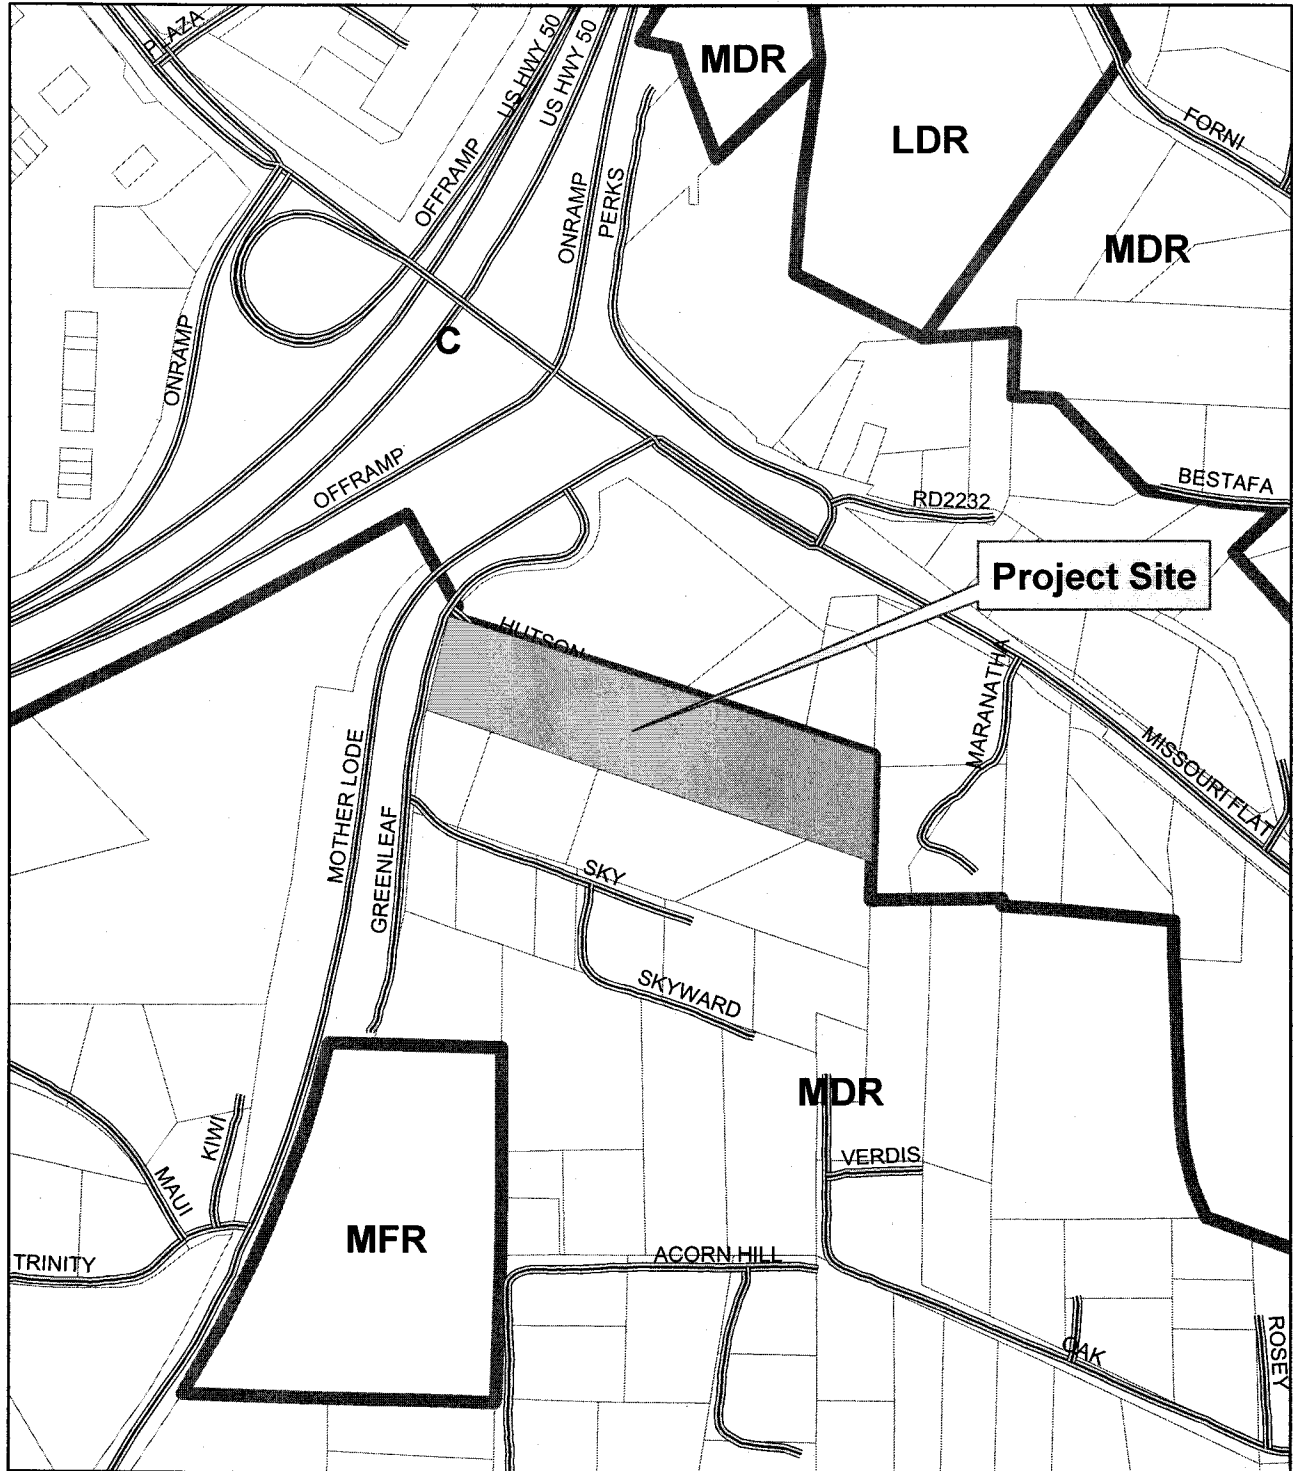 PLAZA
US HWY 50
US HWY 50
MDR
LDR
FORNI
OFFRAMP
ONRAMP
PERKS
MDR
C
ONRAMP
OFFRAMP
BESTAFA
RD2232
Project Site
HUTSON
MARANATHA
MISSOURI FLAT
MOTHER LODE
GREENLEAF
SKY
SKYWARD
MDR
KIWI
MAUI
VERDIS
MFR
TRINITY
ACORN HILL
OAK
ROSEY